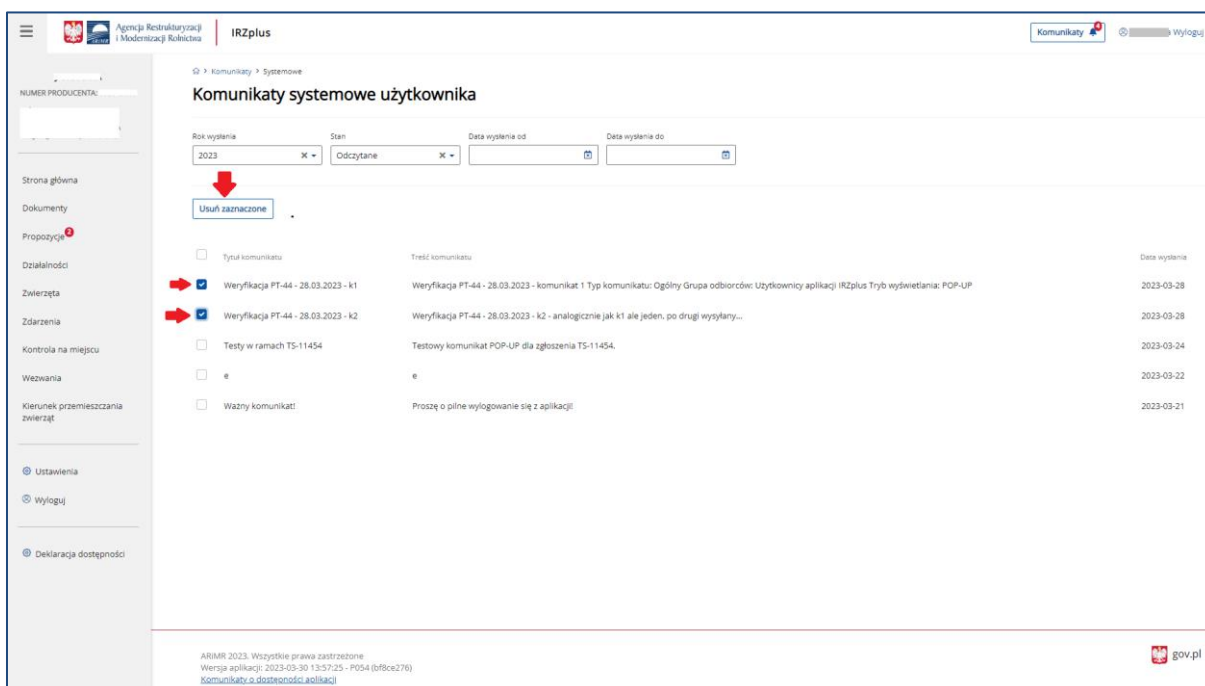 Agencja Restrukturyzacji
i Modernizacji Rolnictwa
IRZplus
Komunikaty 4
Wyloguj
NUMER PRODUCENTA:
Komunikaty > Systemowe
Komunikaty systemowe użytkownika
Rok wysłania Stan Data wysłania od Data wysłania do
2023 Odczytane
Usuń zaznaczone
Strona główna
Dokumenty
Propozycje 2
Działalności
Zwierzęta
Zdarzenia
Kontrola na miejscu
Wezwania
Kierunek przemieszczania
zwierząt
Ustawienia
Wyloguj
Deklaracja dostępności
Tytuł komunikatu Treść komunikatu Data wysłania
Weryfikacja PT-44 - 28.03.2023 - k1 Weryfikacja PT-44 - 28.03.2023 - komunikat 1 Typ komunikatu: Ogólny Grupa odbiorców: Użytkownicy aplikacji IRZplus Tryb wyświetlania: POP-UP 2023-03-28
Weryfikacja PT-44 - 28.03.2023 - k2 Weryfikacja PT-44 - 28.03.2023 - k2 - analogicznie jak k1 ale jeden, po drugi wysyłany... 2023-03-28
Testy w ramach TS-11454 Testowy komunikat POP-UP dla zgłoszenia TS-11454. 2023-03-24
e e 2023-03-22
Ważny komunikat! Proszę o pilne wylogowanie się z aplikacji! 2023-03-21
ARiMR 2023. Wszystkie prawa zastrzeżone
Wersja aplikacji: 2023-03-30 13:57:25 - P054 (bf8ce276)
Komunikaty o dostępności aplikacji
gov.pl